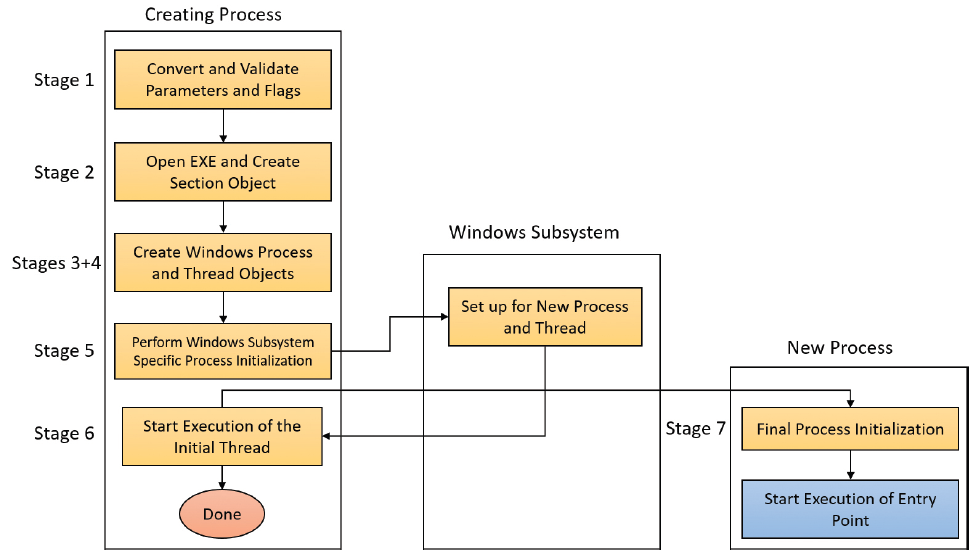 Creating Process
Stage 1
Convert and Validate
Parameters and Flags
Stage 2
Open EXE and Create
Section Object
Stages 3+4
Create Windows Process
and Thread Objects
Stage 5
Perform Windows Subsystem
Specific Process Initialization
Stage 6
Start Execution of the
Initial Thread
Done
Windows Subsystem
Set up for New Process
and Thread
New Process
Stage 7
Final Process Initialization
Start Execution of Entry
Point